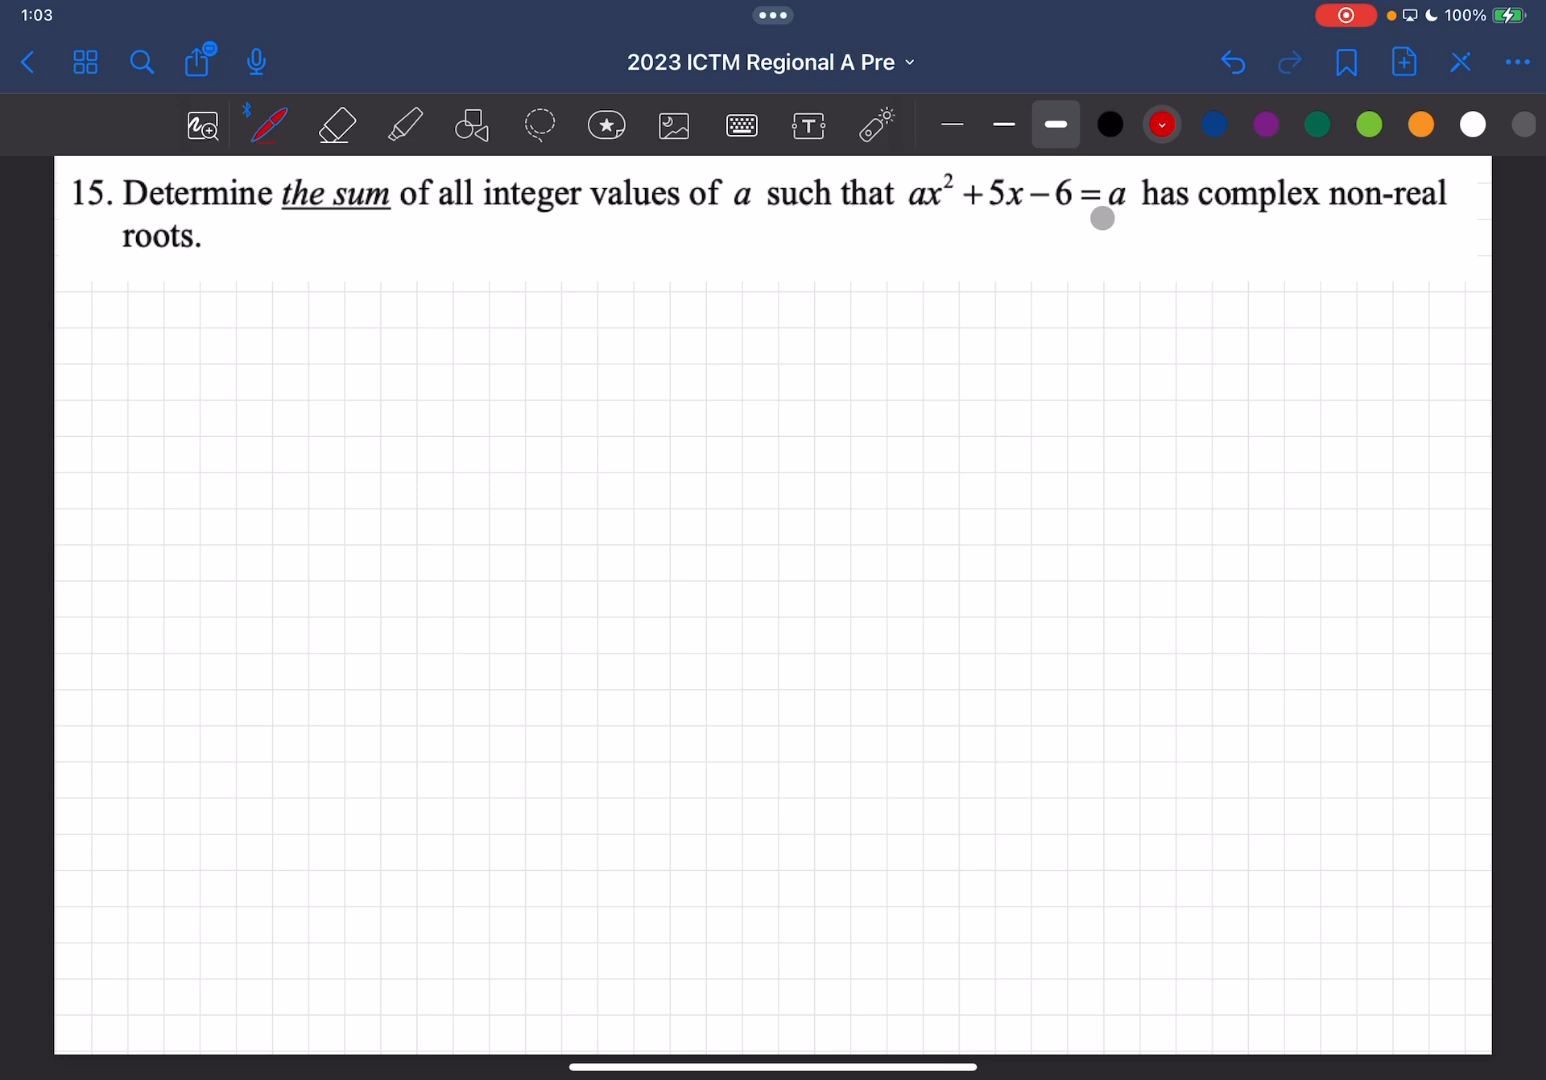 1:03
100%
2023 ICTM Regional A Pre
T
15. Determine the sum of all integer values of a such that ax² + 5x − 6 = a has complex non-real
roots.